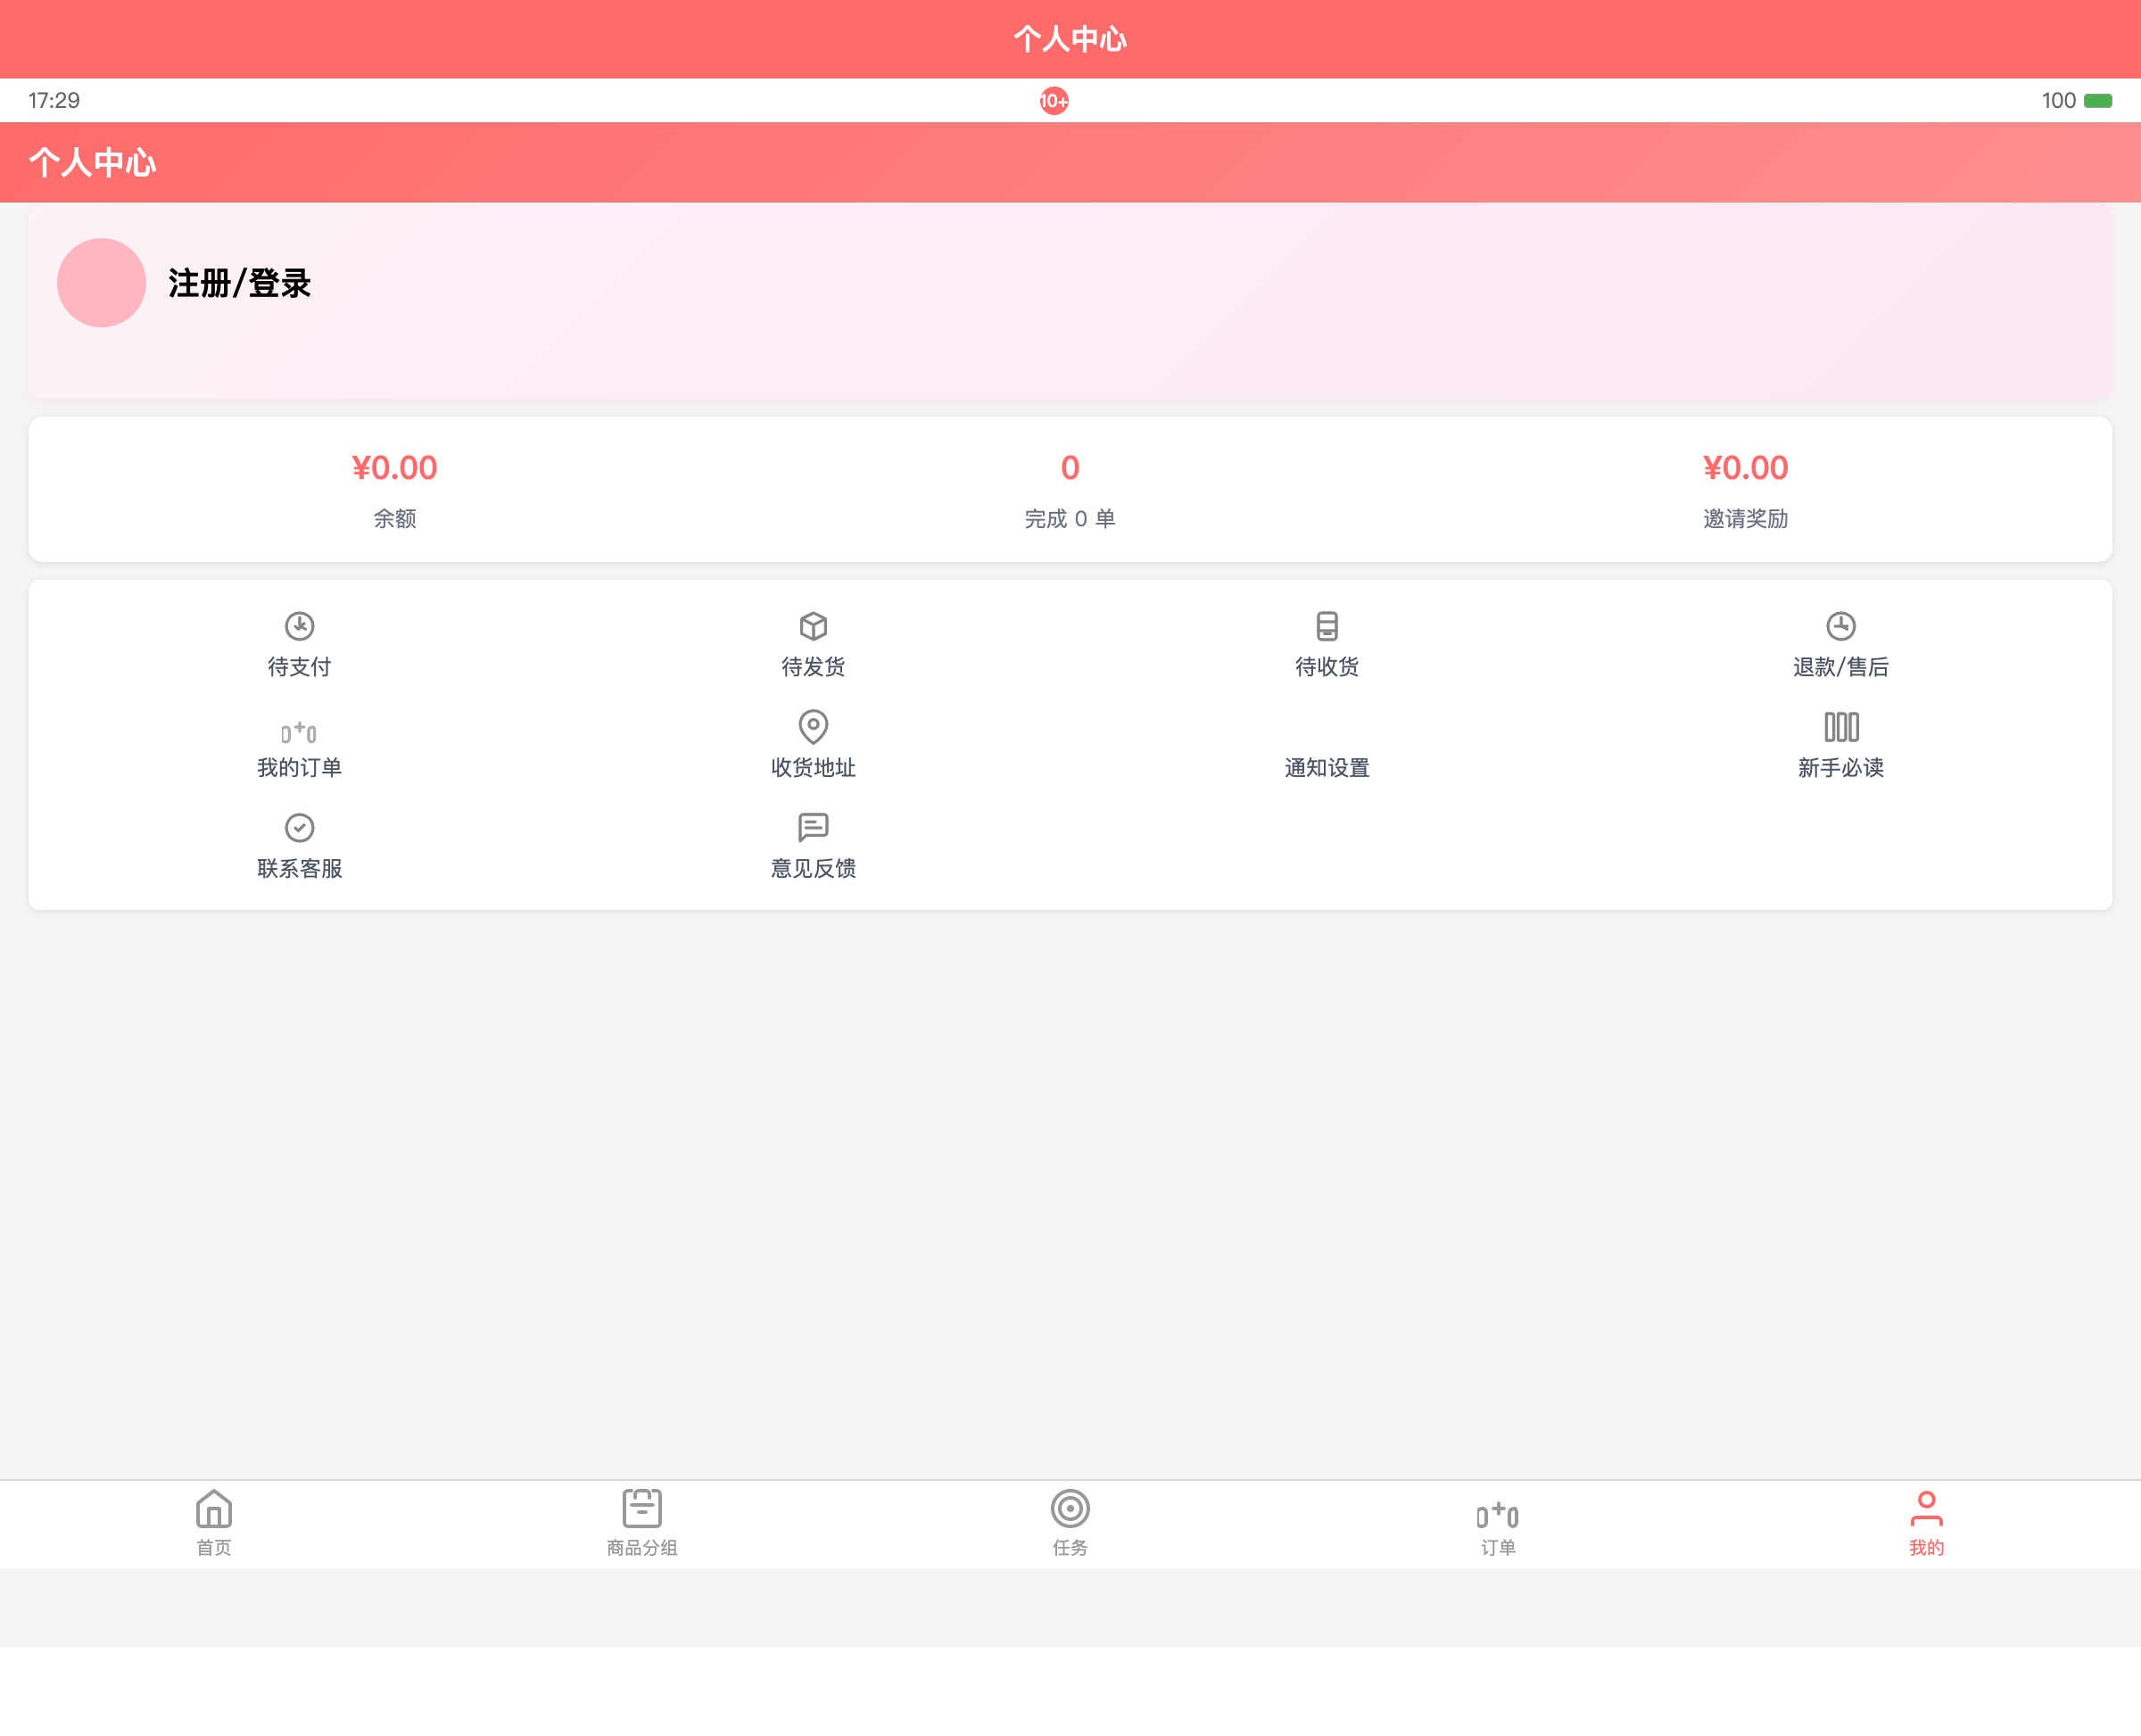 个人中心
17:29 10+ 100
个人中心
注册/登录
¥0.00 0 ¥0.00
余额 完成 0 单 邀请奖励
待支付 待发货 待收货 退款/售后
我的订单 收货地址 通知设置 新手必读
联系客服 意见反馈
首页 商品分组 任务 订单 我的